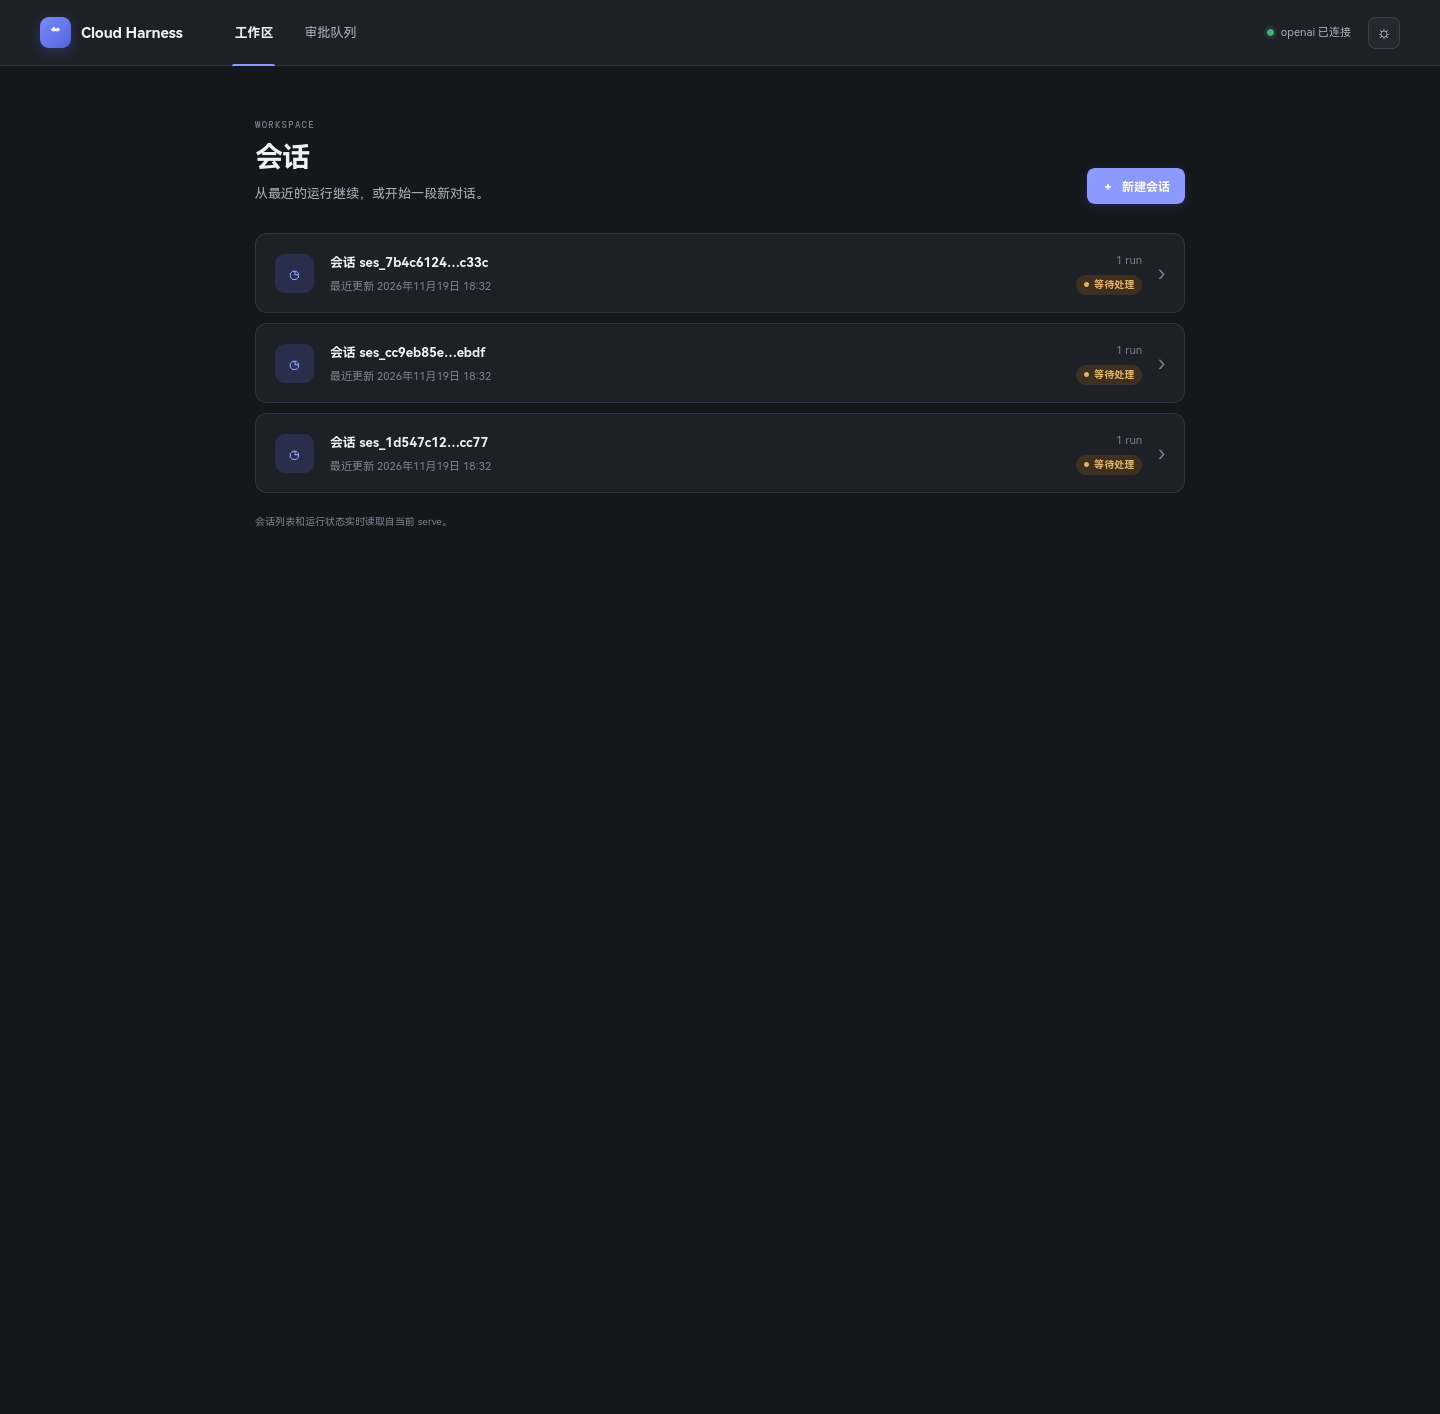 Cloud Harness
工作区
审批队列
openai 已连接
WORKSPACE
会话
从最近的运行继续，或开始一段新对话。
+ 新建会话
会话 ses_7b4c6124…c33c
最近更新 2026年11月19日 18:32
1 run
等待处理
会话 ses_cc9eb85e…ebdf
最近更新 2026年11月19日 18:32
1 run
等待处理
会话 ses_1d547c12…cc77
最近更新 2026年11月19日 18:32
1 run
等待处理
会话列表和运行状态实时读取自当前 serve。